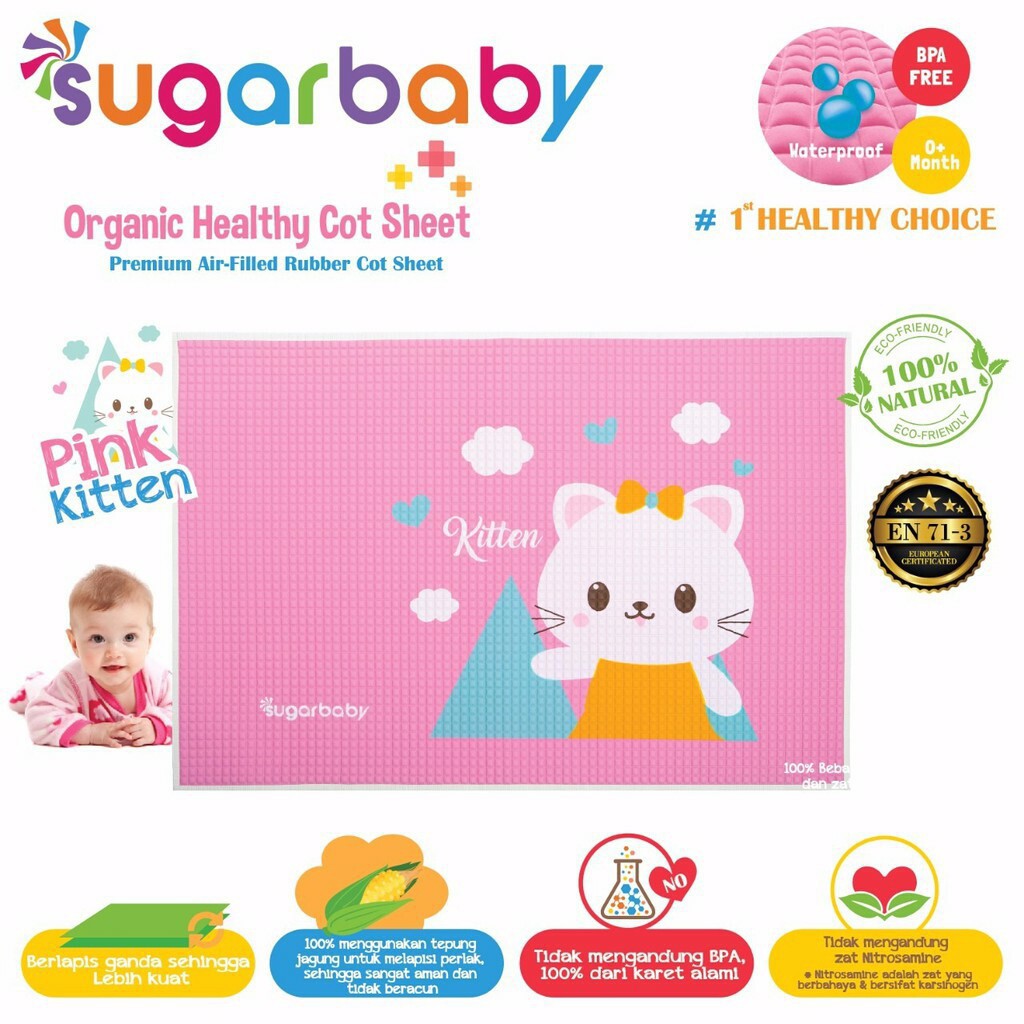 sugarbaby
Organic Healthy Cot Sheet
Premium Air-Filled Rubber Cot Sheet
Waterproof
BPA
FREE
0+
Month
# 1st HEALTHY CHOICE
Pink
Kitten
Kitten
sugarbaby
ECO-FRIENDLY
100%
NATURAL
ECO-FRIENDLY
EN 71-3
EUROPEAN
CERTIFICATED
100%
dan
Berlapis ganda sehingga
Lebih kuat
100% menggunakan tepung
jagung untuk melapisi perlak,
sehingga sangat aman dan
tidak beracun
NO
Tidak mengandung BPA,
100% dari karet alami
Tidak mengandung
zat Nitrosamine
* Nitrosamine adalah zat yang
berbahaya & bersifat karsinogen